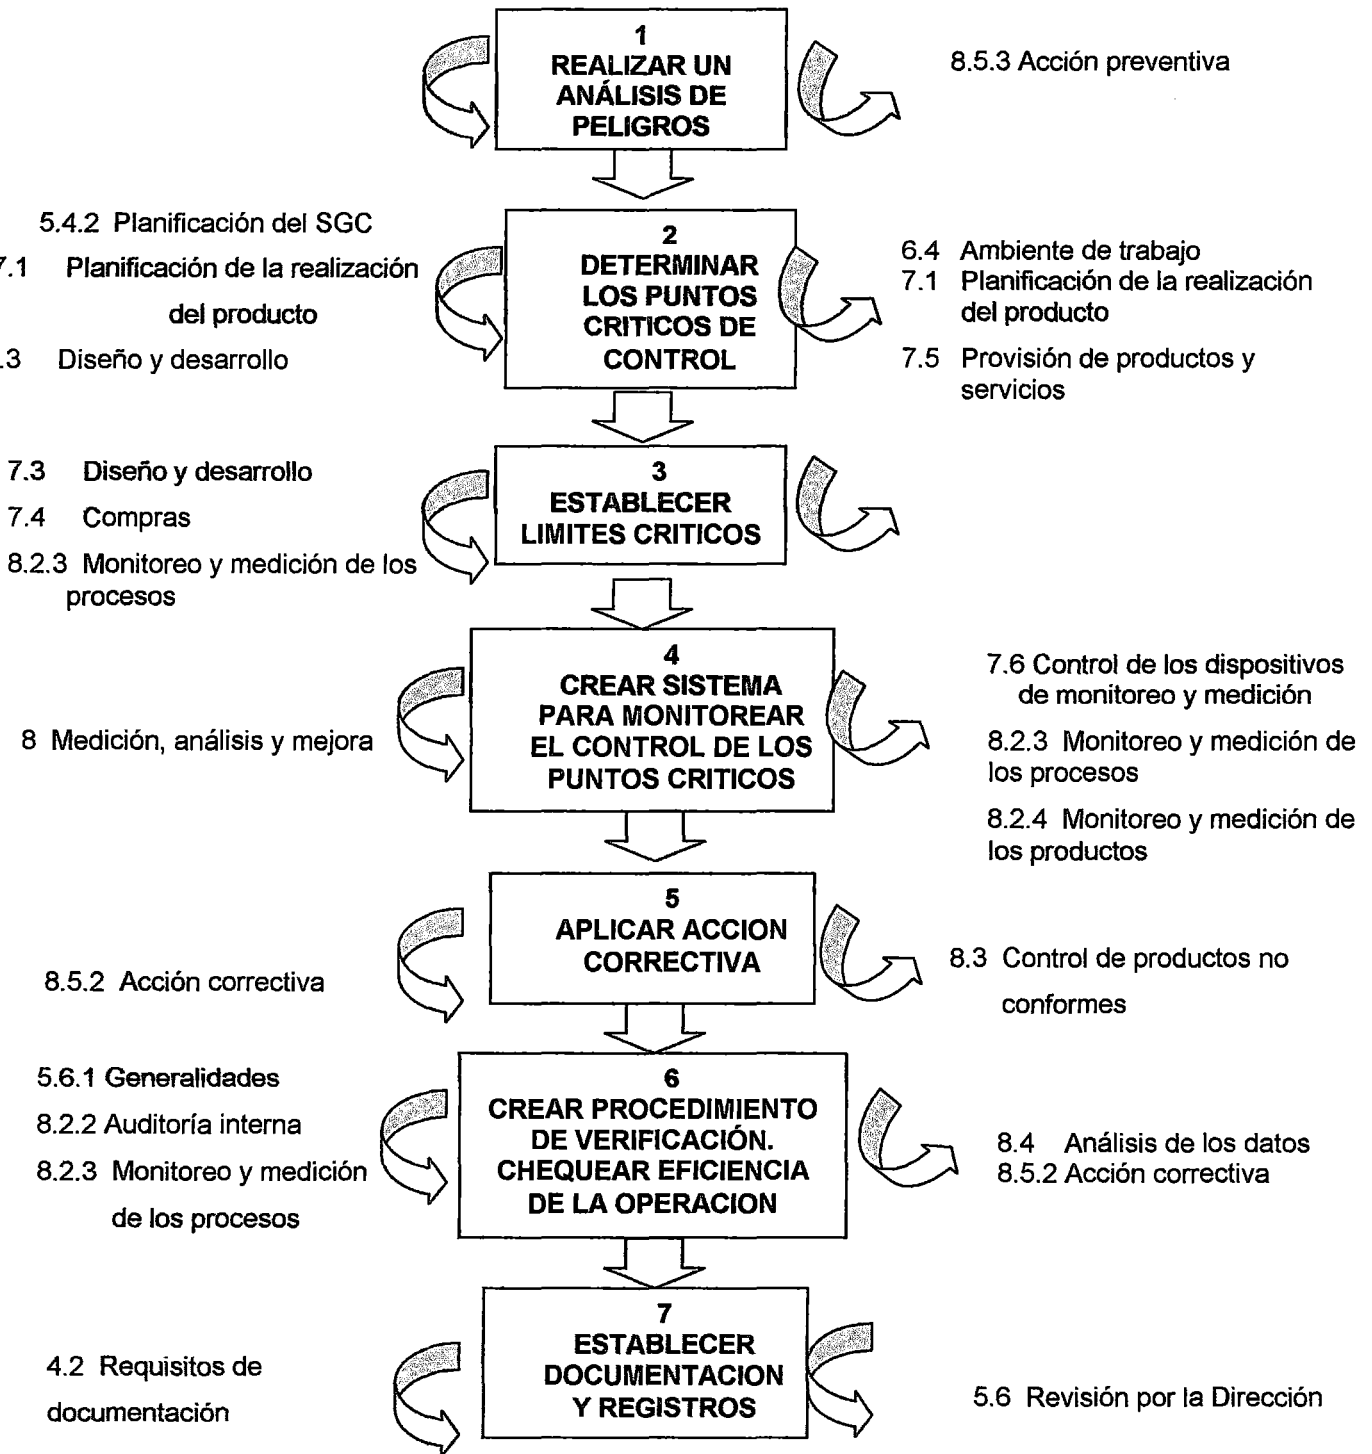 1
REALIZAR UN
ANÁLISIS DE
PELIGROS
8.5.3 Acción preventiva
5.4.2 Planificación del SGC
7.1 Planificación de la realización
del producto
.3 Diseño y desarrollo
2
DETERMINAR
LOS PUNTOS
CRITICOS DE
CONTROL
6.4 Ambiente de trabajo
7.1 Planificación de la realización
del producto
7.5 Provisión de productos y
servicios
7.3 Diseño y desarrollo
7.4 Compras
8.2.3 Monitoreo y medición de los
procesos
3
ESTABLECER
LIMITES CRITICOS
8 Medición, análisis y mejora
4
CREAR SISTEMA
PARA MONITOREAR
EL CONTROL DE LOS
PUNTOS CRITICOS
7.6 Control de los dispositivos
de monitoreo y medición
8.2.3 Monitoreo y medición de
los procesos
8.2.4 Monitoreo y medición de
los productos
8.5.2 Acción correctiva
5
APLICAR ACCION
CORRECTIVA
8.3 Control de productos no
conformes
5.6.1 Generalidades
8.2.2 Auditoría interna
8.2.3 Monitoreo y medición
de los procesos
6
CREAR PROCEDIMIENTO
DE VERIFICACIÓN.
CHEQUEAR EFICIENCIA
DE LA OPERACION
8.4 Análisis de los datos
8.5.2 Acción correctiva
4.2 Requisitos de
documentación
7
ESTABLECER
DOCUMENTACION
Y REGISTROS
5.6 Revisión por la Dirección